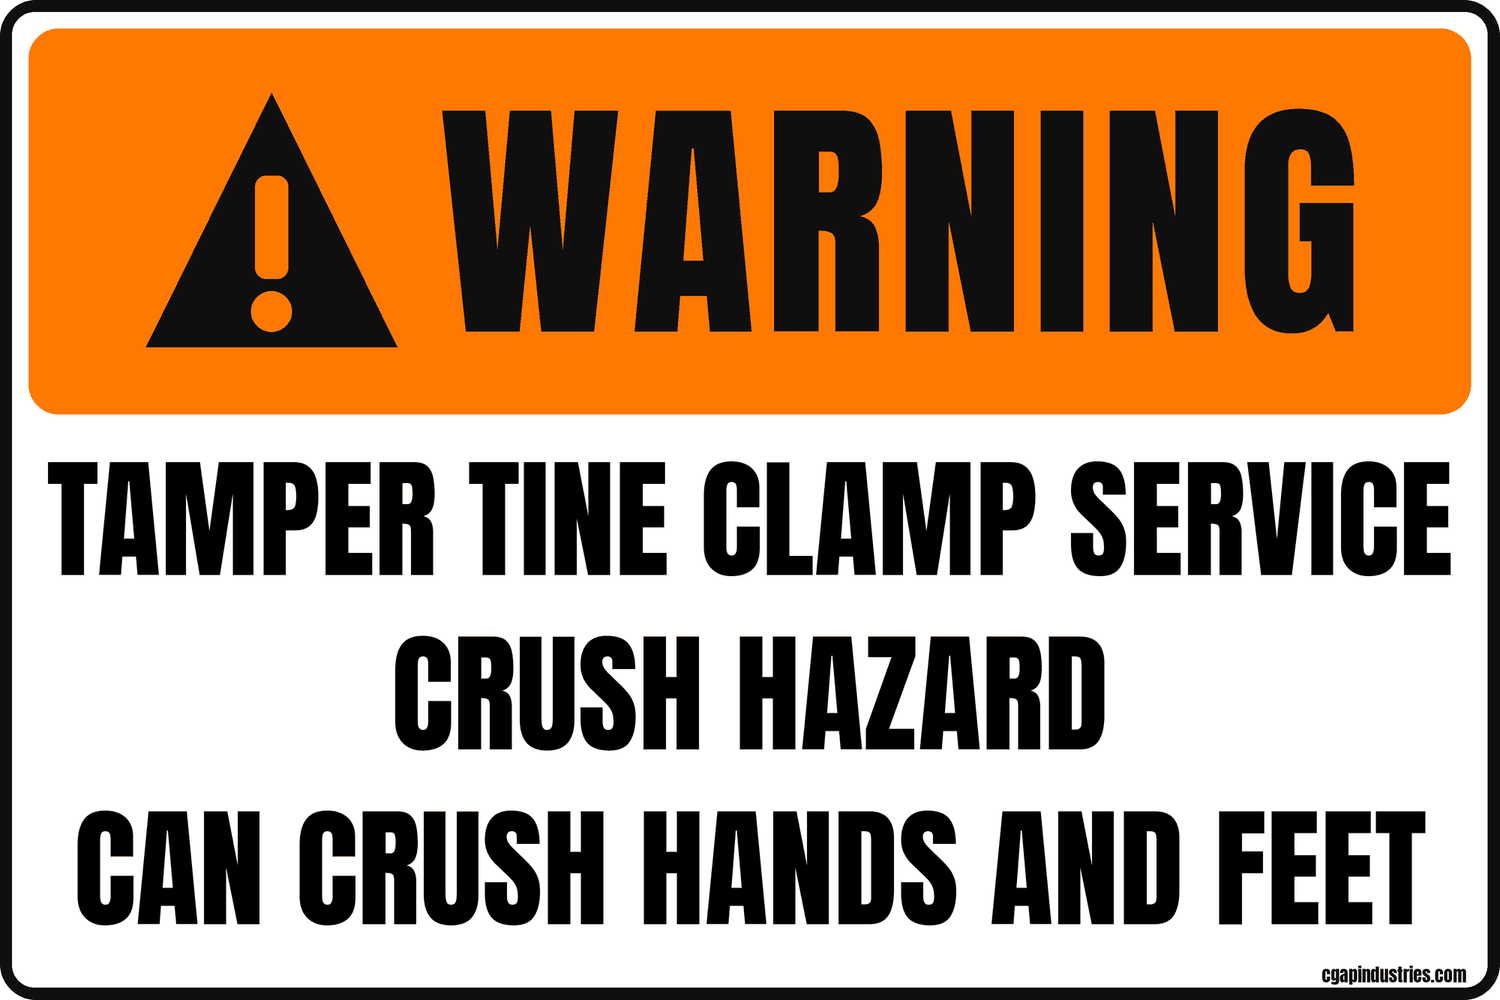 WARNING
TAMPER TINE CLAMP SERVICE
CRUSH HAZARD
CAN CRUSH HANDS AND FEET
cgapindustries.com